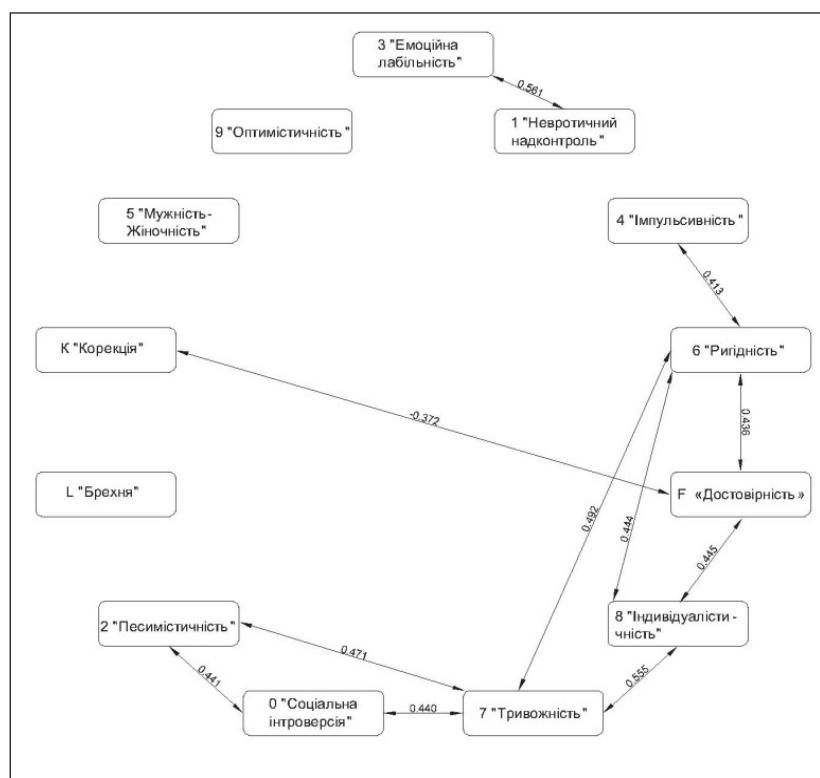 3 "Емоційна
лабільність"
0.561
9 "Оптимістичність"
1 "Невротичний
надконтроль"
5 "Мужність-
Жіночність"
4 "Імпульсивність"
0.413
К "Корекція"
6 "Ригідність"
-0.372
0.436
L "Брехня"
F «Достовірність»
0.492
0.444
0.445
2 "Песимістичність"
8 "Індивідуалісти-
чність"
0.471
0.441
0.555
0 "Соціальна
інтроверсія"
0.440
7 "Тривожність"